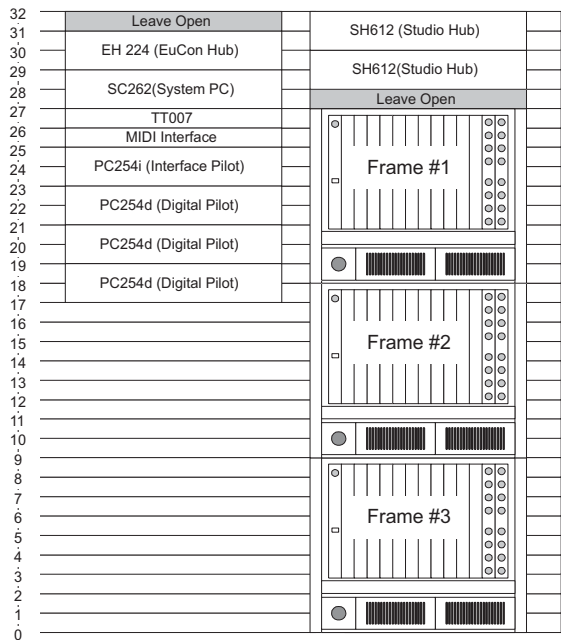 32
31
30
29
28
27
26
25
24
23
22
21
20
19
18
17
16
15
14
13
12
11
10
9
8
7
6
5
4
3
2
1
0
Leave Open
EH 224 (EuCon Hub)
SC262(System PC)
TT007
MIDI Interface
PC254i (Interface Pilot)
PC254d (Digital Pilot)
PC254d (Digital Pilot)
PC254d (Digital Pilot)
SH612 (Studio Hub)
SH612(Studio Hub)
Leave Open
Frame #1
Frame #2
Frame #3